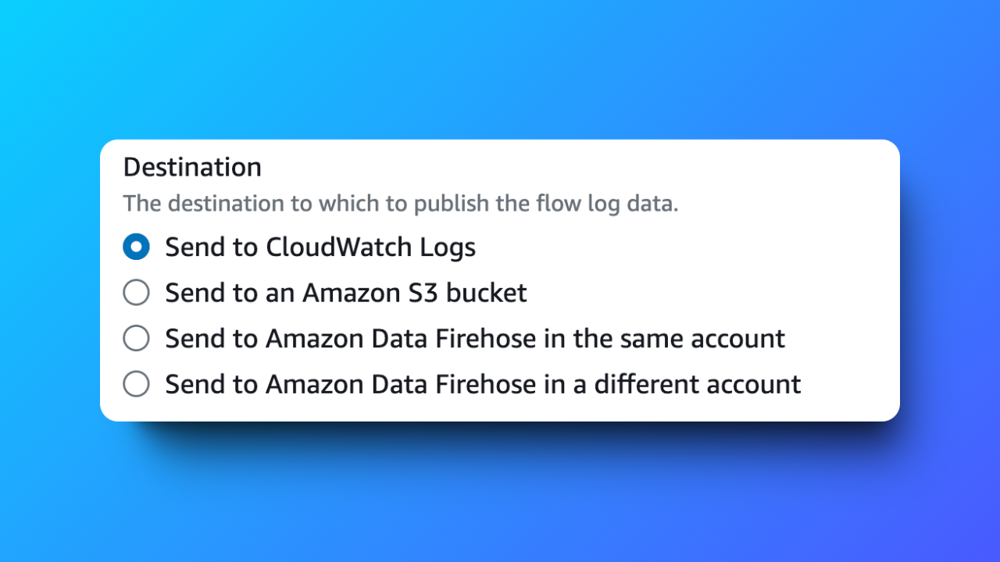 Destination
The destination to which to publish the flow log data.
Send to CloudWatch Logs
Send to an Amazon S3 bucket
Send to Amazon Data Firehose in the same account
Send to Amazon Data Firehose in a different account